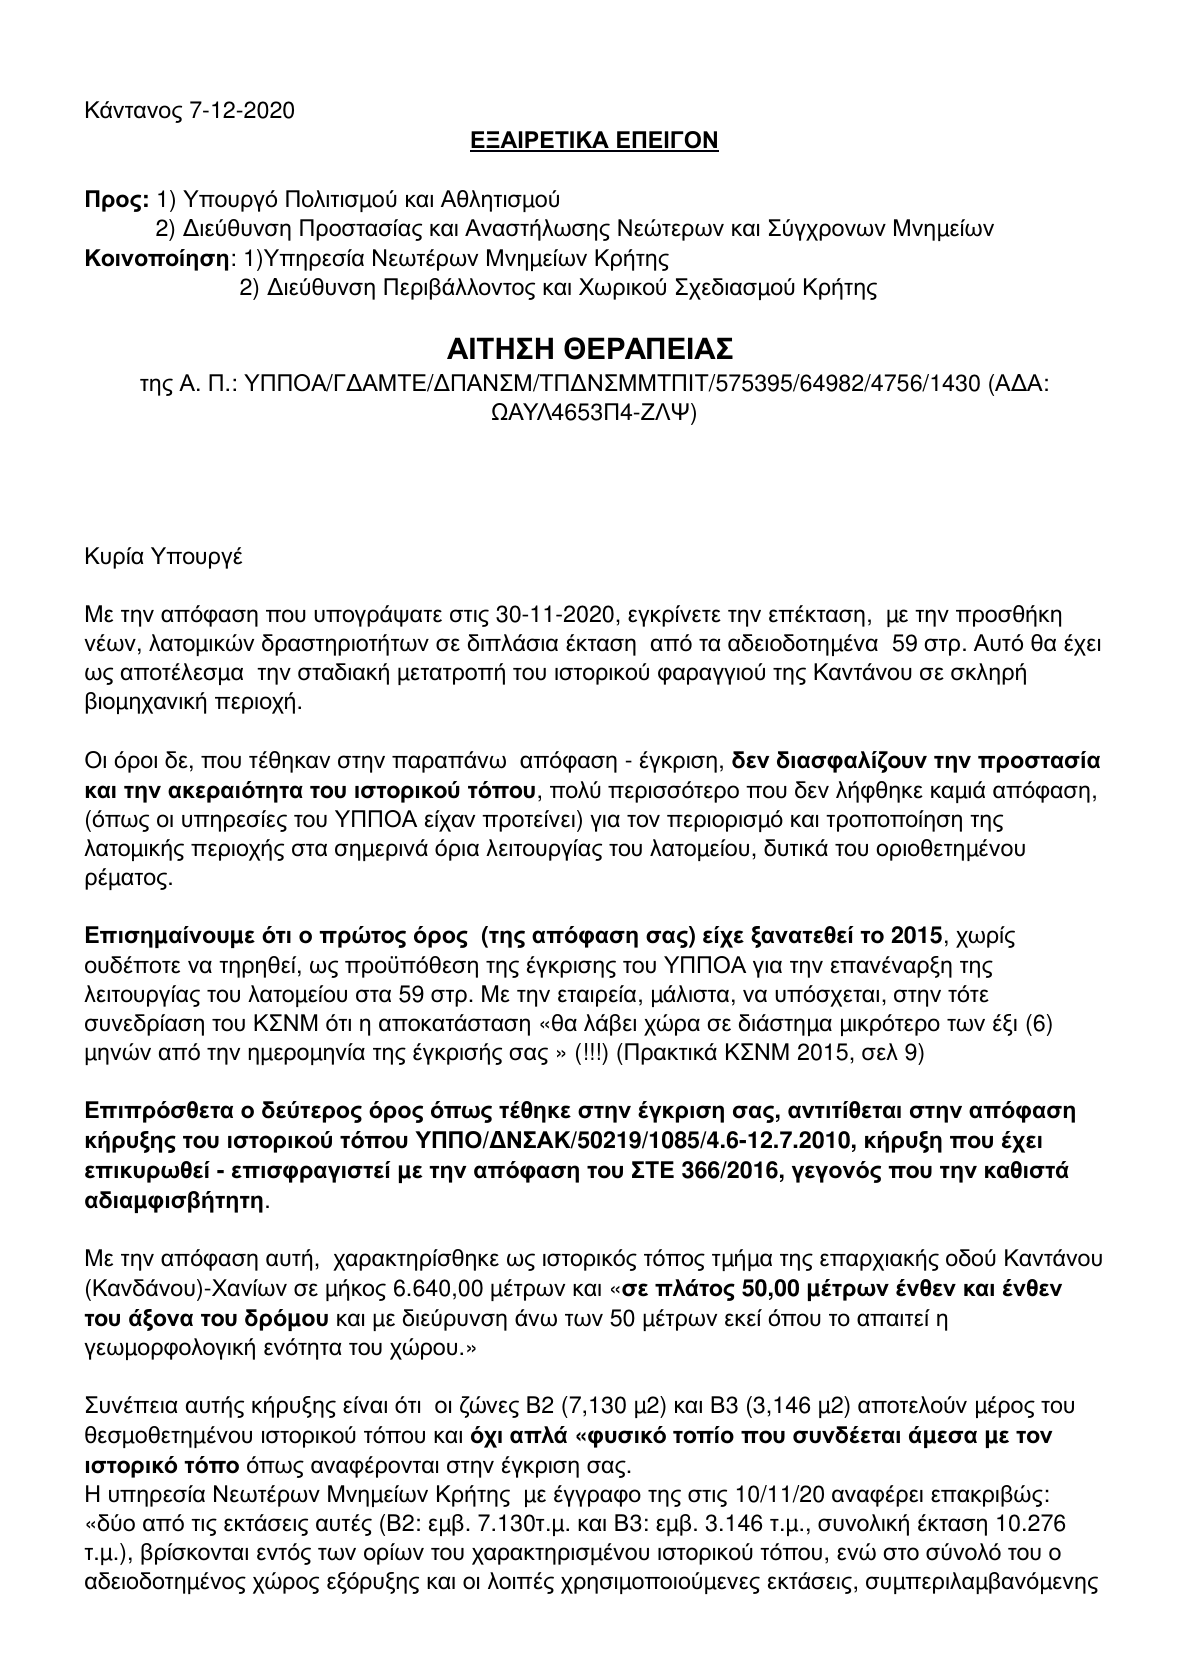 Κάντανος 7-12-2020
ΕΞΑΙΡΕΤΙΚΑ ΕΠΕΙΓΟΝ
Προς: 1) Υπουργό Πολιτισμού και Αθλητισμού
2) Διεύθυνση Προστασίας και Αναστήλωσης Νεώτερων και Σύγχρονων Μνημείων
Κοινοποίηση: 1)Υπηρεσία Νεωτέρων Μνημείων Κρήτης
2) Διεύθυνση Περιβάλλοντος και Χωρικού Σχεδιασμού Κρήτης
ΑΙΤΗΣΗ ΘΕΡΑΠΕΙΑΣ
της Α. Π.: ΥΠΠΟΑ/ΓΔΑΜΤΕ/ΔΠΑΝΣΜ/ΤΠΔΝΣΜΜΤΠΙΤ/575395/64982/4756/1430 (ΑΔΑ:
ΩΑΥΛ4653Π4-ΖΛΨ)
Κυρία Υπουργέ
Με την απόφαση που υπογράψατε στις 30-11-2020, εγκρίνετε την επέκταση,  με την προσθήκη
νέων, λατομικών δραστηριοτήτων σε διπλάσια έκταση  από τα αδειοδοτημένα  59 στρ. Αυτό θα έχει
ως αποτέλεσμα  την σταδιακή μετατροπή του ιστορικού φαραγγιού της Καντάνου σε σκληρή
βιομηχανική περιοχή.
Οι όροι δε, που τέθηκαν στην παραπάνω  απόφαση - έγκριση, δεν διασφαλίζουν την προστασία
και την ακεραιότητα του ιστορικού τόπου, πολύ περισσότερο που δεν λήφθηκε καμιά απόφαση,
(όπως οι υπηρεσίες του ΥΠΠΟΑ είχαν προτείνει) για τον περιορισμό και τροποποίηση της
λατομικής περιοχής στα σημερινά όρια λειτουργίας του λατομείου, δυτικά του οριοθετημένου
ρέματος.
Επισημαίνουμε ότι ο πρώτος όρος  (της απόφαση σας) είχε ξανατεθεί το 2015, χωρίς
ουδέποτε να τηρηθεί, ως προϋπόθεση της έγκρισης του ΥΠΠΟΑ για την επανέναρξη της
λειτουργίας του λατομείου στα 59 στρ. Με την εταιρεία, μάλιστα, να υπόσχεται, στην τότε
συνεδρίαση του ΚΣΝΜ ότι η αποκατάσταση «θα λάβει χώρα σε διάστημα μικρότερο των έξι (6)
μηνών από την ημερομηνία της έγκρισής σας » (!!!) (Πρακτικά ΚΣΝΜ 2015, σελ 9)
Επιπρόσθετα ο δεύτερος όρος όπως τέθηκε στην έγκριση σας, αντιτίθεται στην απόφαση
κήρυξης του ιστορικού τόπου ΥΠΠΟ/ΔΝΣΑΚ/50219/1085/4.6-12.7.2010, κήρυξη που έχει
επικυρωθεί - επισφραγιστεί με την απόφαση του ΣΤΕ 366/2016, γεγονός που την καθιστά
αδιαμφισβήτητη.
Με την απόφαση αυτή,  χαρακτηρίσθηκε ως ιστορικός τόπος τμήμα της επαρχιακής οδού Καντάνου
(Κανδάνου)-Χανίων σε μήκος 6.640,00 μέτρων και «σε πλάτος 50,00 μέτρων ένθεν και ένθεν
του άξονα του δρόμου και με διεύρυνση άνω των 50 μέτρων εκεί όπου το απαιτεί η
γεωμορφολογική ενότητα του χώρου.»
Συνέπεια αυτής κήρυξης είναι ότι  οι ζώνες Β2 (7,130 μ2) και Β3 (3,146 μ2) αποτελούν μέρος του
θεσμοθετημένου ιστορικού τόπου και όχι απλά «φυσικό τοπίο που συνδέεται άμεσα με τον
ιστορικό τόπο όπως αναφέρονται στην έγκριση σας.
Η υπηρεσία Νεωτέρων Μνημείων Κρήτης  με έγγραφο της στις 10/11/20 αναφέρει επακριβώς:
«δύο από τις εκτάσεις αυτές (Β2: εμβ. 7.130τ.μ. και Β3: εμβ. 3.146 τ.μ., συνολική έκταση 10.276
τ.μ.), βρίσκονται εντός των ορίων του χαρακτηρισμένου ιστορικού τόπου, ενώ στο σύνολό του ο
αδειοδοτημένος χώρος εξόρυξης και οι λοιπές χρησιμοποιούμενες εκτάσεις, συμπεριλαμβανόμενης